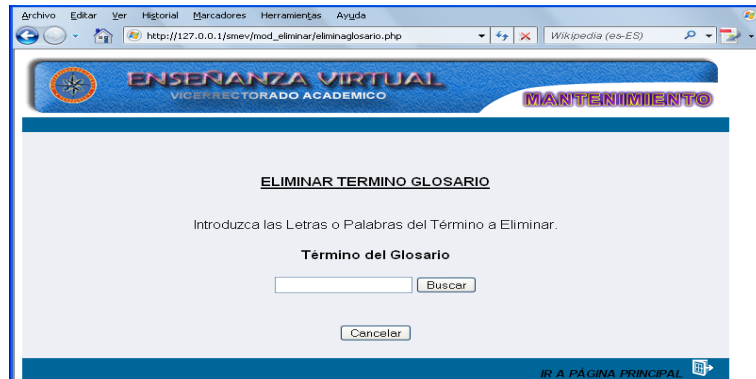 Archivo Editar Ver Historial Marcadores Herramientas Ayuda
http://127.0.0.1/smev/mod_eliminar/eliminaglosario.php Wikipedia (es-ES)
ENSEÑANZA VIRTUAL
VICERRECTORADO ACADEMICO
MANTENIMIENTO
ELIMINAR TERMINO GLOSARIO
Introduzca las Letras o Palabras del Término a Eliminar.
Término del Glosario
Buscar
Cancelar
IR A PÁGINA PRINCIPAL